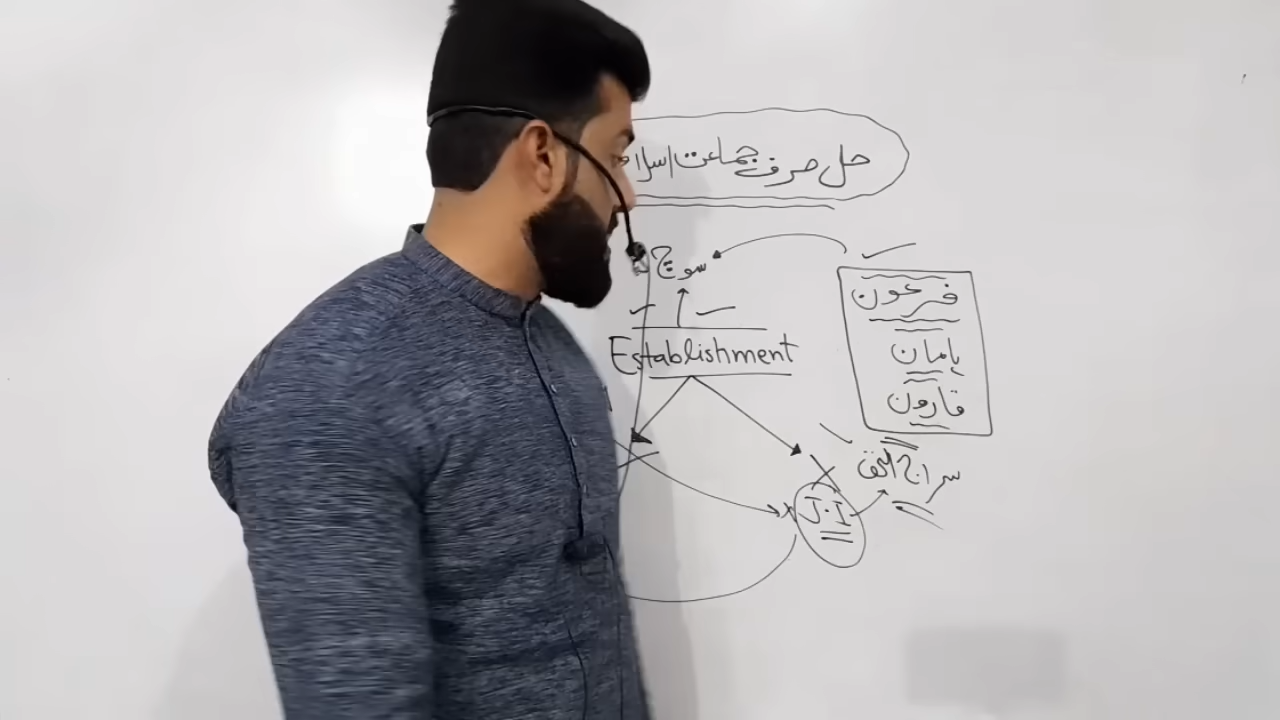 حل صرف جماعت اسلا
سوچ
Establishment
فرعون
ہامان
قارون
سراج الحق
J.I